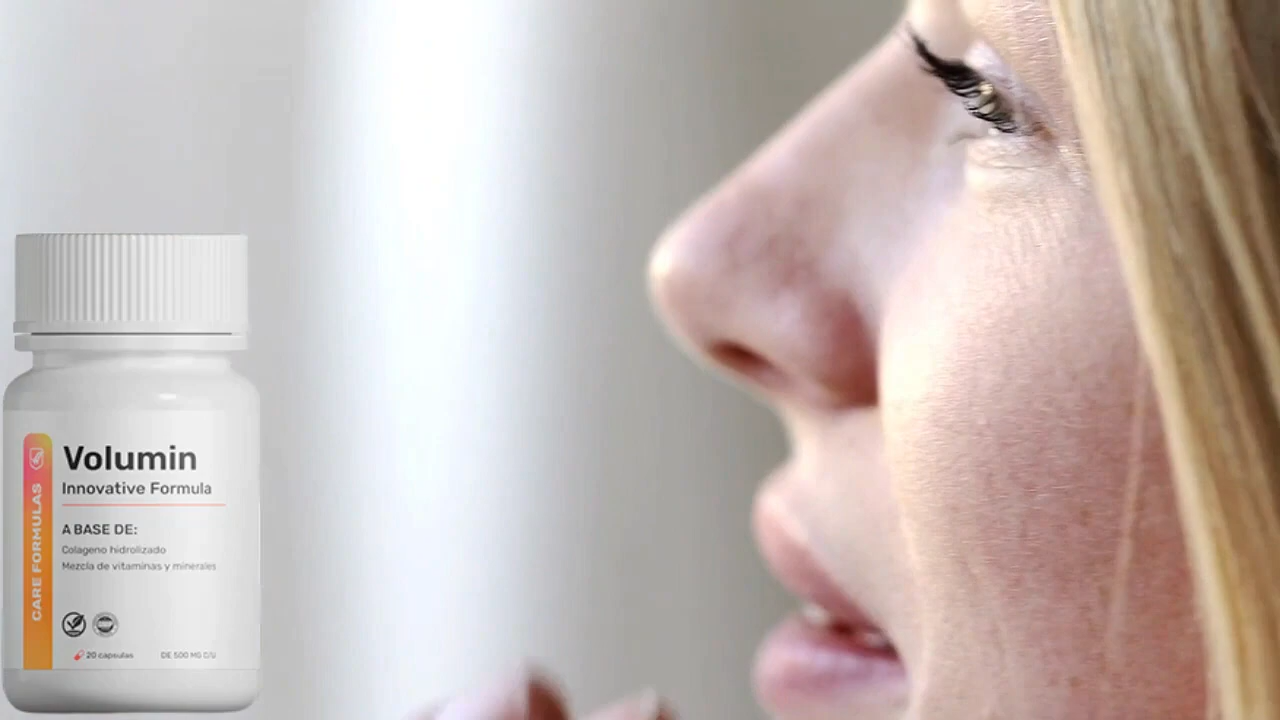 Volumin
Innovative Formula
A BASE DE:
Colageno hidrolizado
Mezcla de vitaminas y minerales
CARE FORMULAS
20 capsulas
DE 500 MG C/U